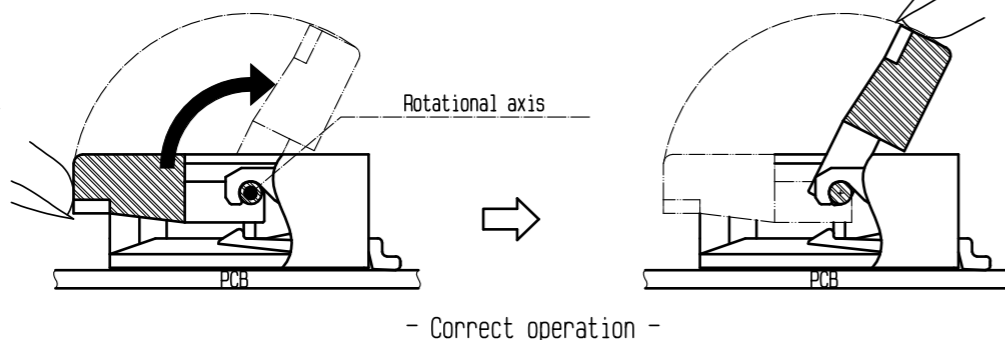 Rotational axis
PCB
PCB
- Correct operation -